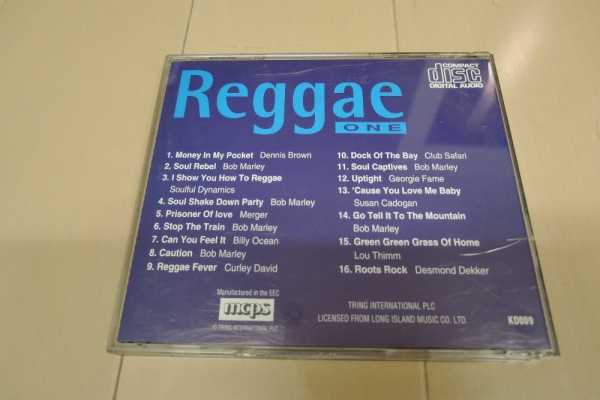 COMPACT
disc
DIGITAL AUDIO
Reggae
ONE
1. Money In My Pocket Dennis Brown
2. Soul Rebel Bob Marley
3. I Show You How To Reggae
Soulful Dynamics
4. Soul Shake Down Party Bob Marley
5. Prisoner Of love Merger
6. Stop The Train Bob Marley
7. Can You Feel It Billy Ocean
8. Caution Bob Marley
9. Reggae Fever Curley David
10. Dock Of The Bay Club Safari
11. Soul Captives Bob Marley
12. Uptight Georgie Fame
13. 'Cause You Love Me Baby
Susan Cadogan
14. Go Tell It To The Mountain
Bob Marley
15. Green Green Grass Of Home
Lou Thimm
16. Roots Rock Desmond Dekker
Manufactured in the EEC
mcps
© TRING INTERNATIONAL PLC
TRING INTERNATIONAL PLC
LICENSED FROM LONG ISLAND MUSIC CO. LTD.
KD009